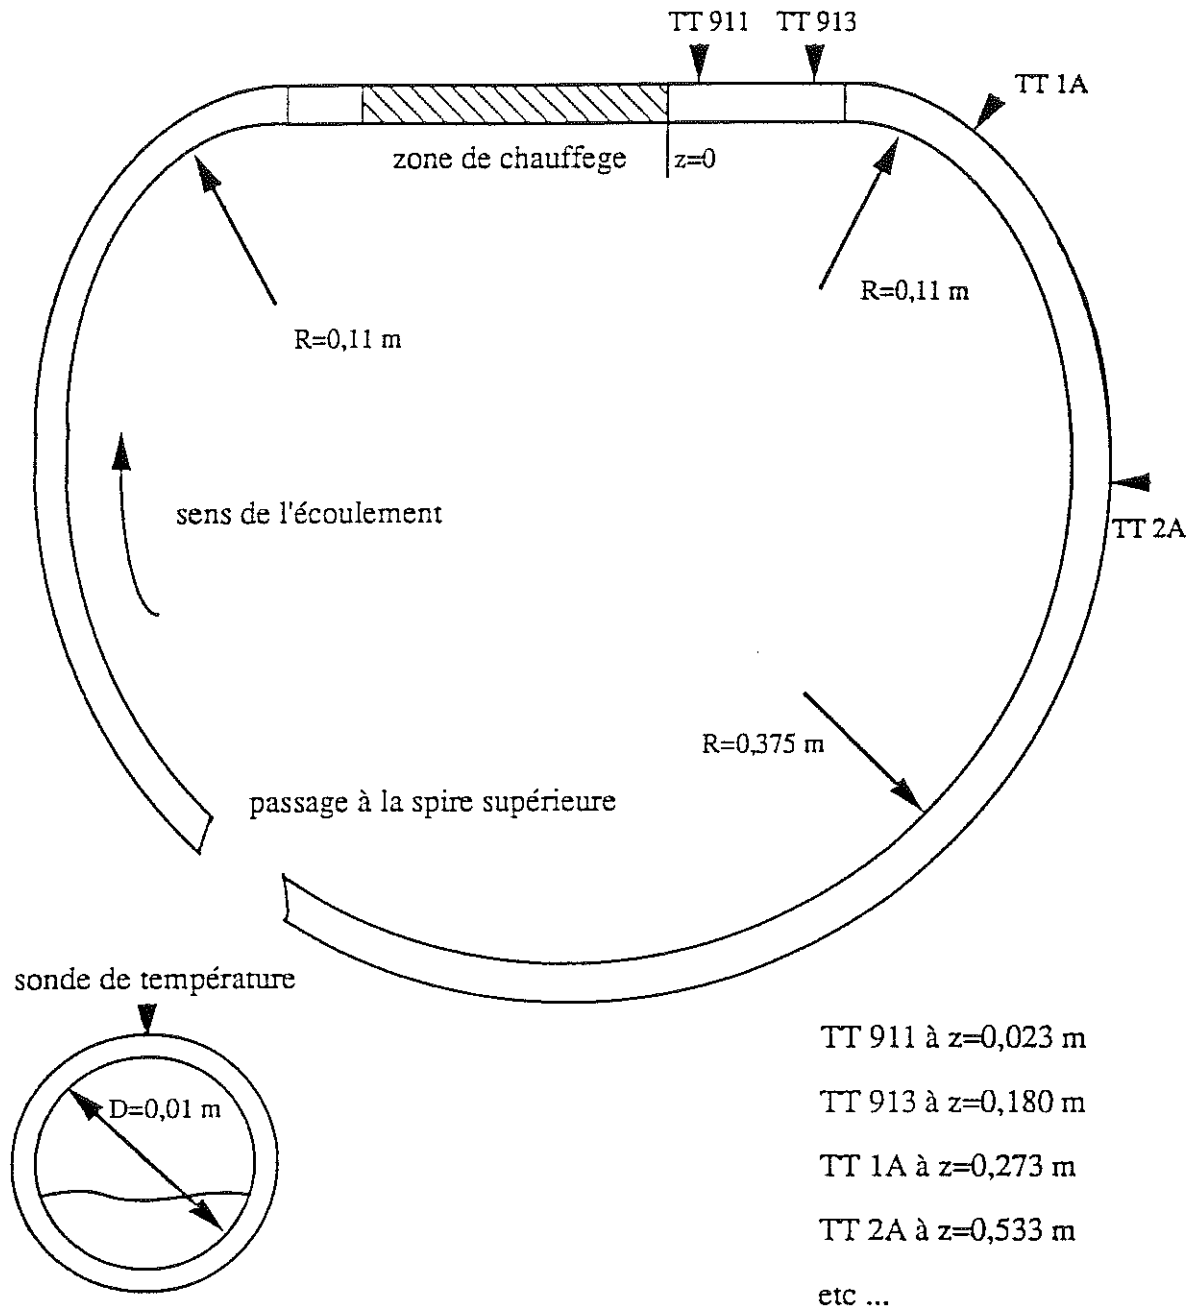 TT 911 TT 913
TT 1A
zone de chauffege
z=0
R=0,11 m
R=0,11 m
sens de l'écoulement
TT 2A
R=0,375 m
passage à la spire supérieure
sonde de température
D=0,01 m
TT 911 à z=0,023 m
TT 913 à z=0,180 m
TT 1A à z=0,273 m
TT 2A à z=0,533 m
etc ...